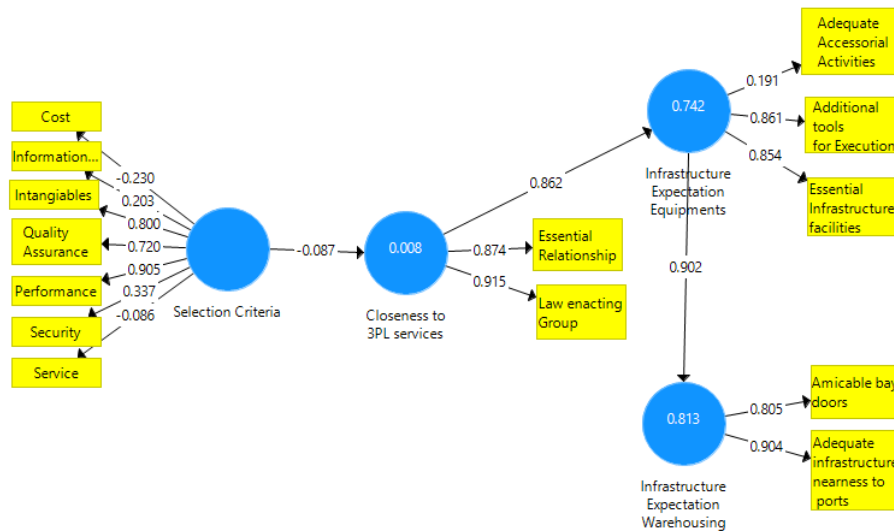 Cost
Information...
Intangibles
Quality
Assurance
Performance
Security
Service
-0.230
0.203
0.800
0.720
0.905
0.337
-0.086
Selection Criteria
-0.087
0.008
Closeness to
3PL services
0.862
0.874
0.915
Essential
Relationship
Law enacting
Group
0.742
Infrastructure
Expectation
Equipments
0.191
0.861
0.854
Adequate
Accessorial
Activities
Additional
tools
for Execution
Essential
Infrastructure
facilities
0.902
0.813
Infrastructure
Expectation
Warehousing
0.805
0.904
Amicable bay
doors
Adequate
infrastructure
nearness to
ports